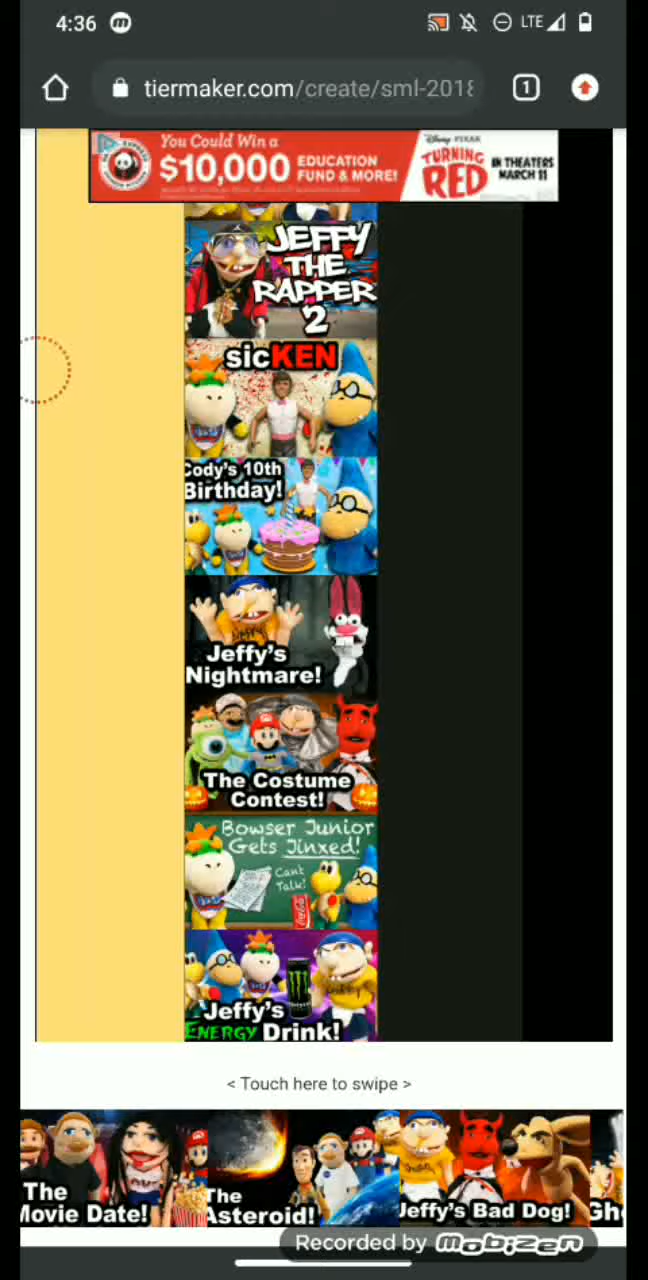 4:36
LTE
tiermaker.com/create/sml-2018
1
You Could Win a
$10,000 EDUCATION FUND & MORE!
Disney PIXAR
TURNING RED
IN THEATERS MARCH 11
JEFFY
THE
RAPPER
2
sicKEN
Cody's 10th
Birthday!
Jeffy's
Nightmare!
The Costume
Contest!
Bowser Junior
Gets Jinxed!
Can't
Talk!
Jeffy's
ENERGY Drink!
< Touch here to swipe >
The
Movie Date!
The
Asteroid!
Jeffy's Bad Dog!
Gh
Recorded by mobizen